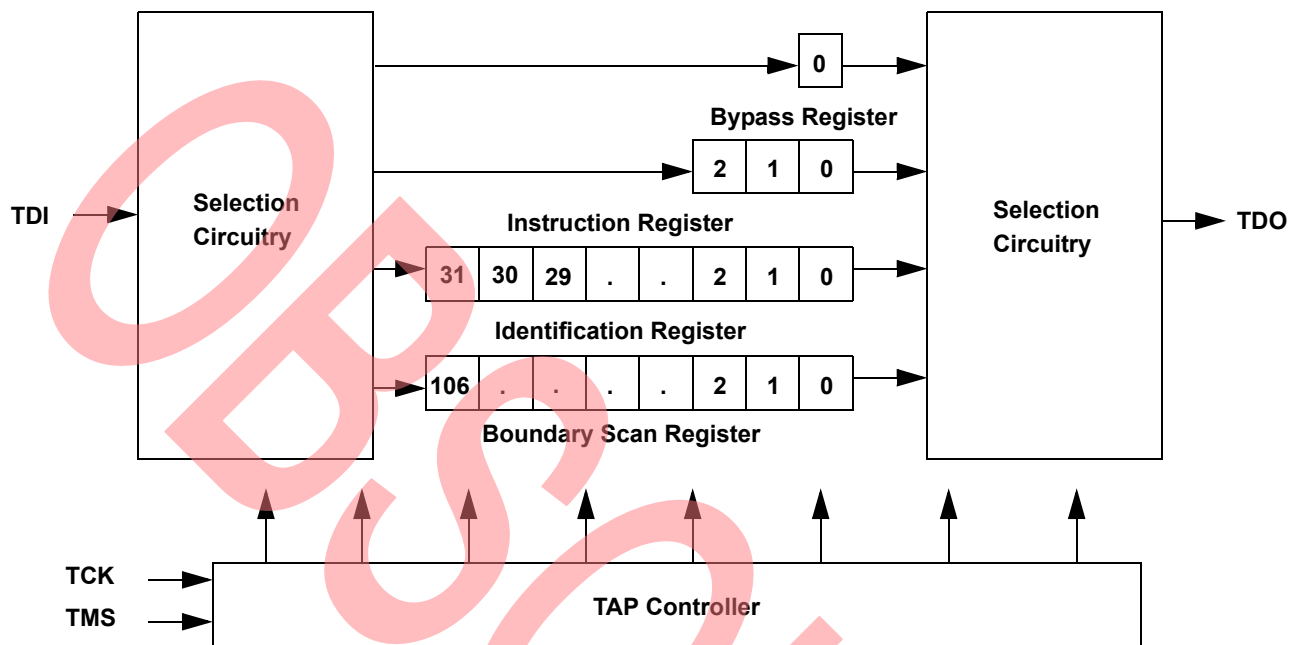 0
Bypass Register
2 1 0
TDI
Selection
Circuitry
Selection
Circuitry
TDO
Instruction Register
31 30 29 . . 2 1 0
Identification Register
106 . . . . 2 1 0
Boundary Scan Register
TCK
TMS
TAP Controller
OBSO